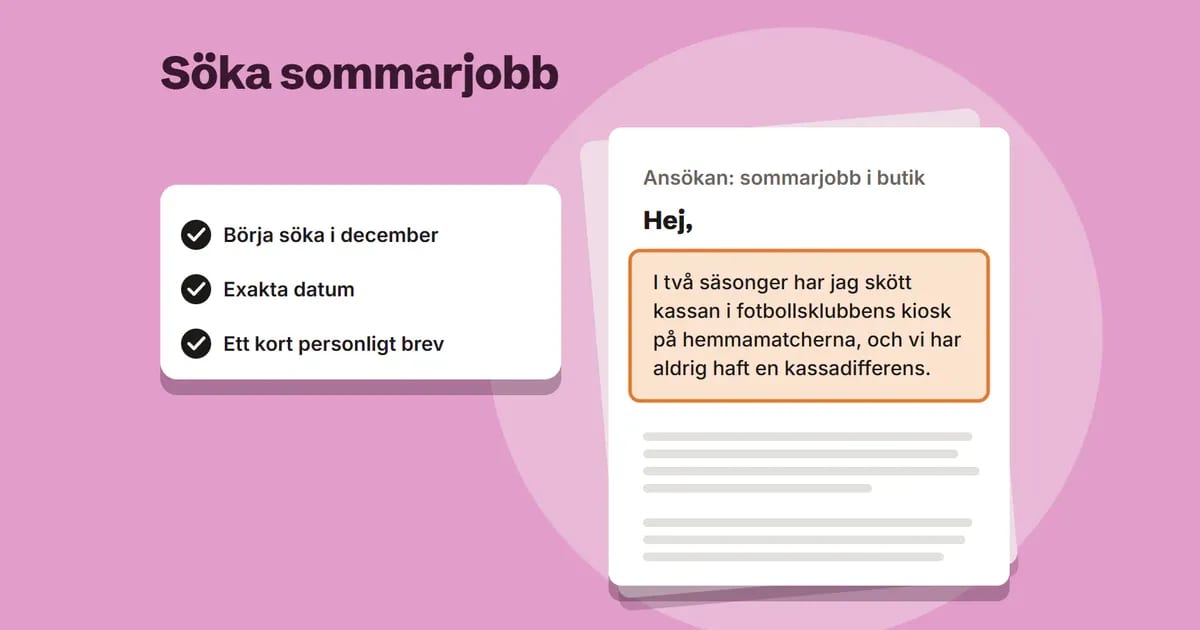 Söka sommarjobb
Börja söka i december
Exakta datum
Ett kort personligt brev
Ansökan: sommarjobb i butik
Hej,
I två säsonger har jag skött
kassan i fotbollsklubbens kiosk
på hemmamatcherna, och vi har
aldrig haft en kassadifferens.